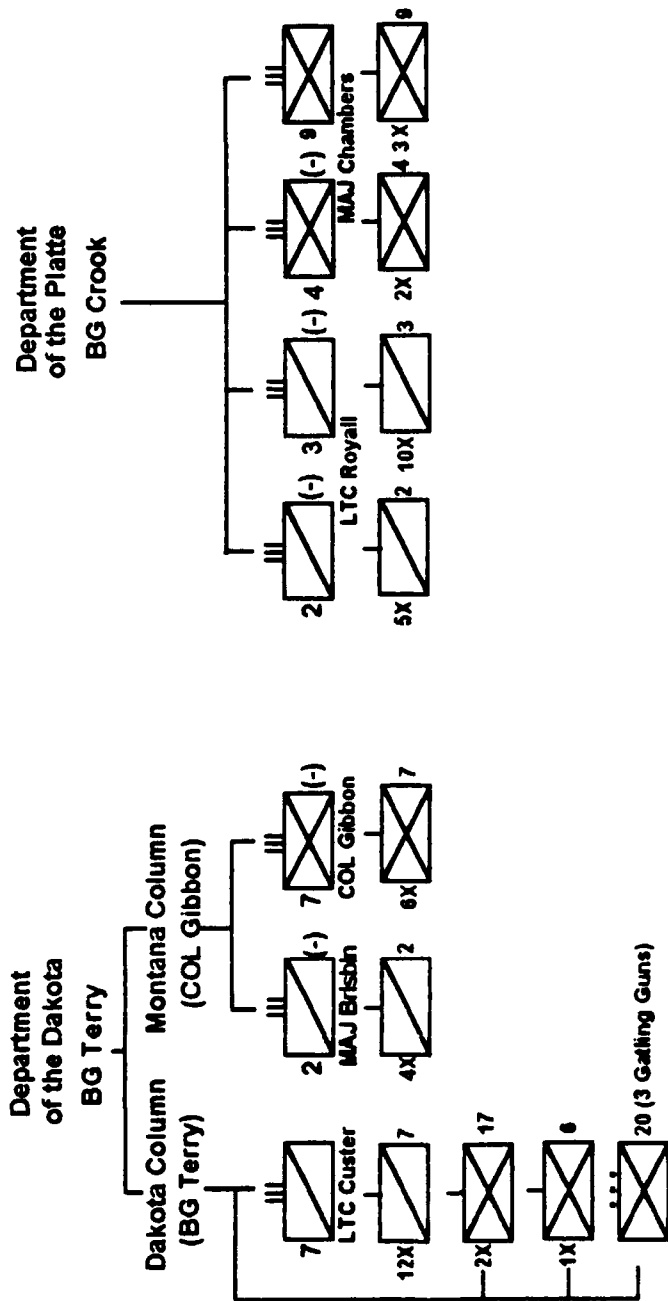 Department
of the Dakota
BG Terry
Dakota Column
(BG Terry)
Montana Column
(COL Gibbon)
7
LTC Custer
12X 7
2X 17
1X 6
20 (3 Gatling Guns)
2 (-)
MAJ Brisbin
4X 2
7 (-)
COL Gibbon
6X 7
Department
of the Platte
BG Crook
2 (-)
3 (-)
LTC Royall
5X 2
10X 3
4 (-)
9
MAJ Chambers
2X 4
3X 9